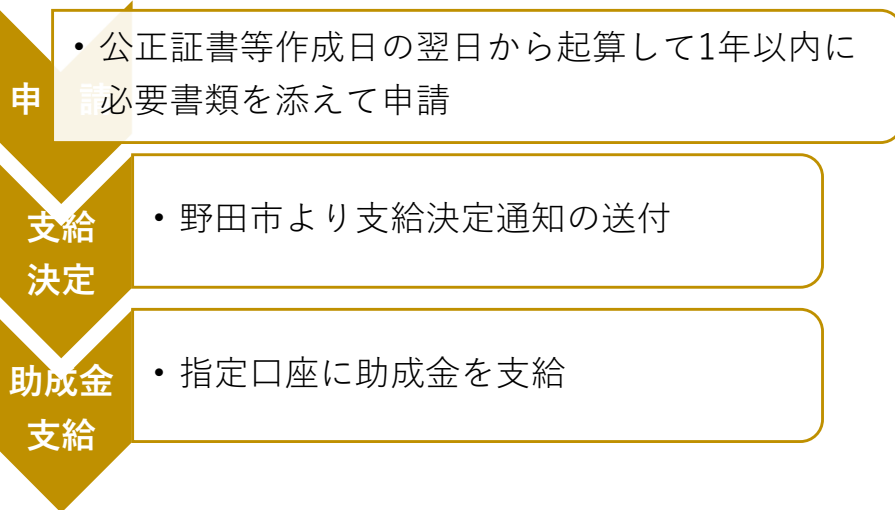 申　請
・公正証書等作成日の翌日から起算して1年以内に
必要書類を添えて申請
支給
決定
・野田市より支給決定通知の送付
助成金
支給
・指定口座に助成金を支給